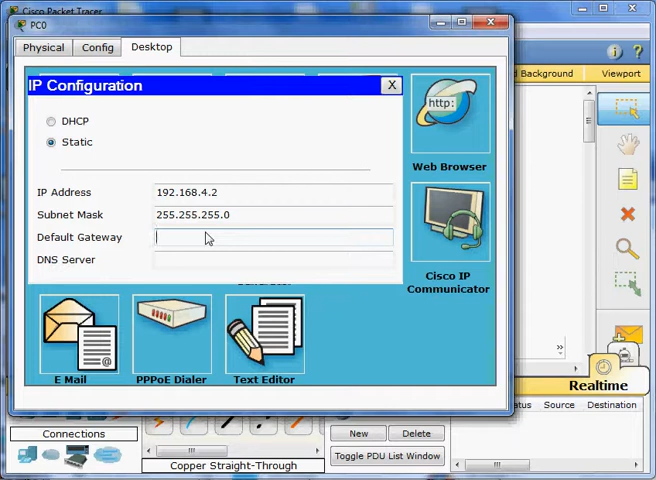 Cisco Packet Tracer
PC0
Physical
Config
Desktop
d Background
Viewport
IP Configuration
X
http:
DHCP
Static
Web Browser
IP Address
192.168.4.2
Subnet Mask
255.255.255.0
Default Gateway
DNS Server
Cisco IP
Communicator
E Mail
PPPoE Dialer
Text Editor
Realtime
Connections
New
Delete
Toggle PDU List Window
Copper Straight-Through
atus
Source
Destination